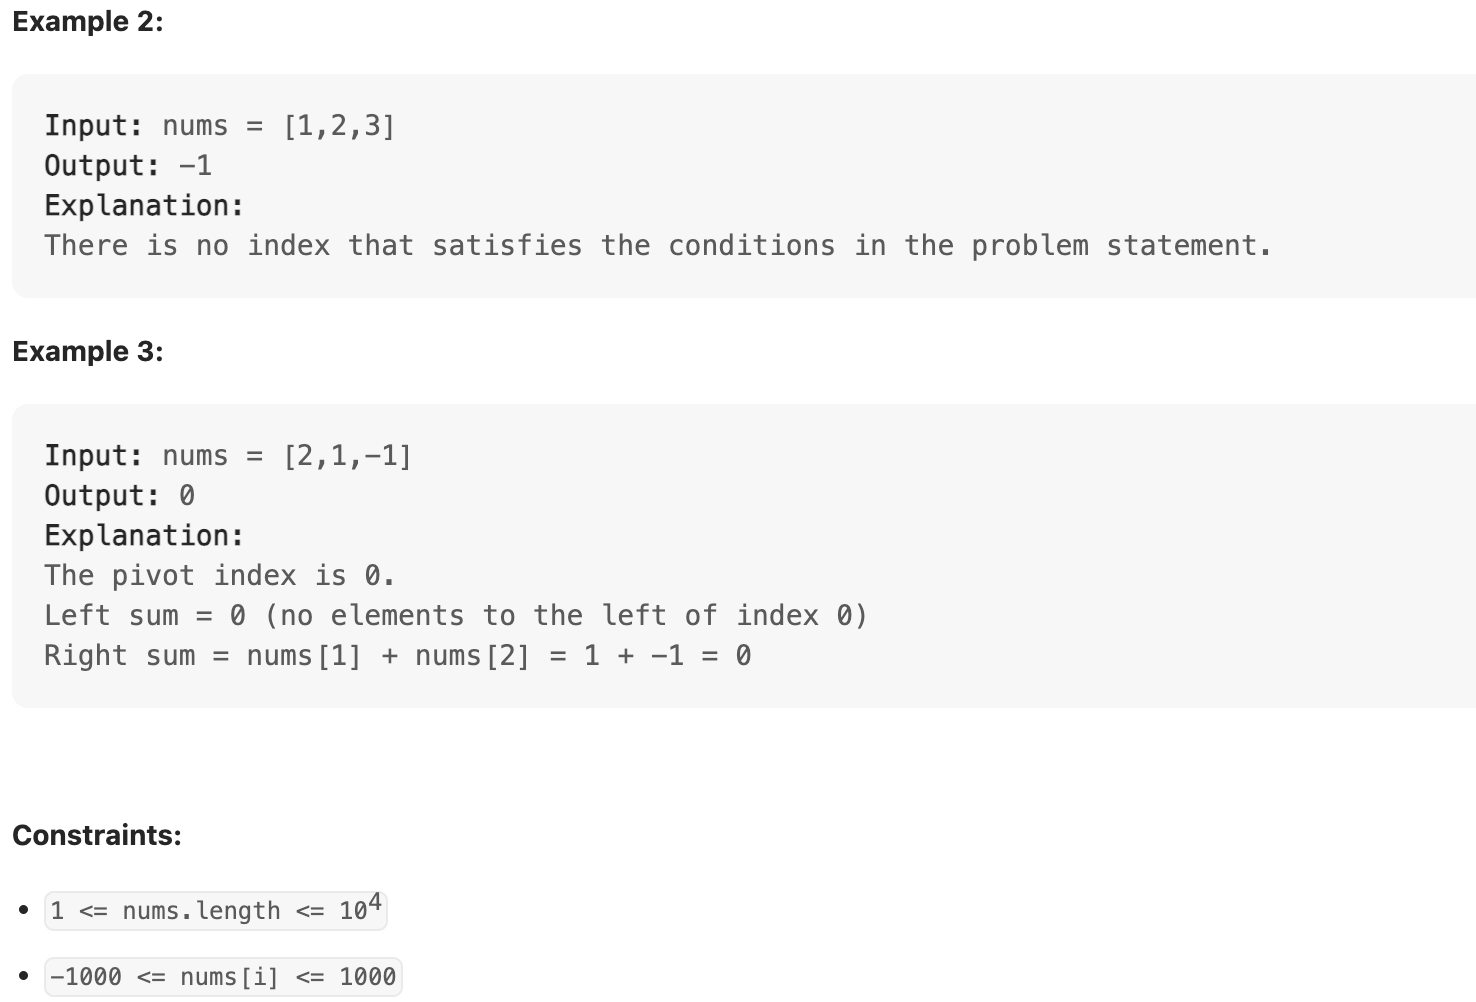 Example 2:
Input: nums = [1,2,3]
Output: −1
Explanation:
There is no index that satisfies the conditions in the problem statement.
Example 3:
Input: nums = [2,1,−1]
Output: 0
Explanation:
The pivot index is 0.
Left sum = 0 (no elements to the left of index 0)
Right sum = nums[1] + nums[2] = 1 + −1 = 0
Constraints:
• 1 <= nums.length <= 10⁴
• −1000 <= nums[i] <= 1000